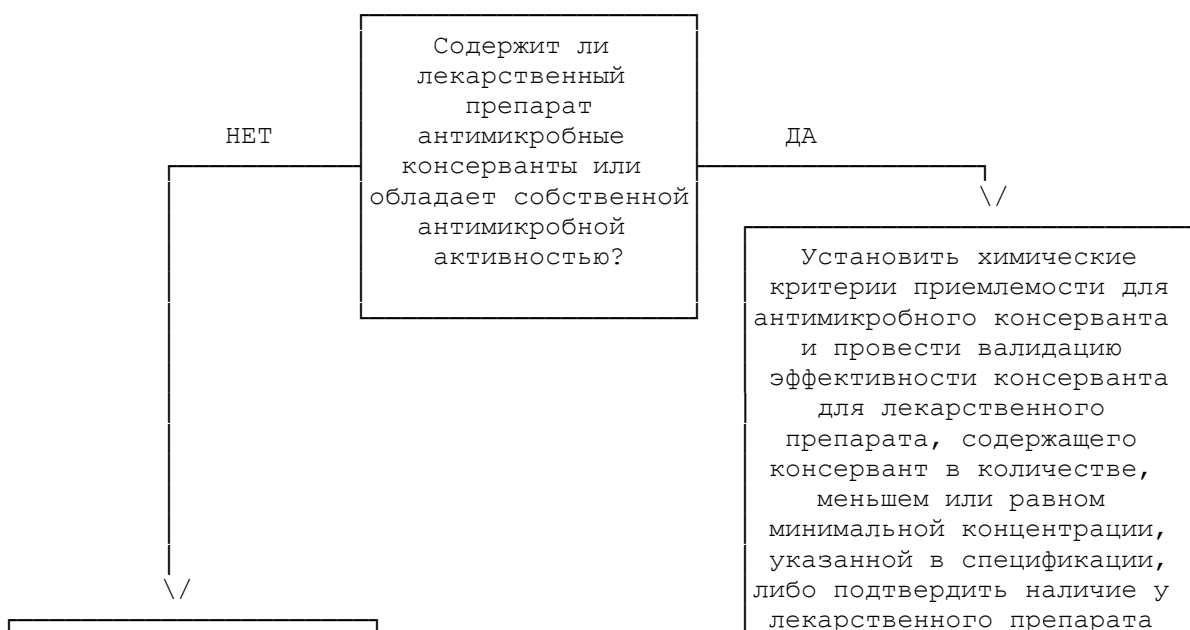 Содержит ли
лекарственный
препарат
антимикробные
консерванты или
обладает собственной
антимикробной
активностью?
НЕТ
ДА
\/
Установить химические
критерии приемлемости для
антимикробного консерванта
и провести валидацию
эффективности консерванта
для лекарственного
препарата, содержащего
консервант в количестве,
меньшем или равном
минимальной концентрации,
указанной в спецификации,
либо подтвердить наличие у
лекарственного препарата
\/